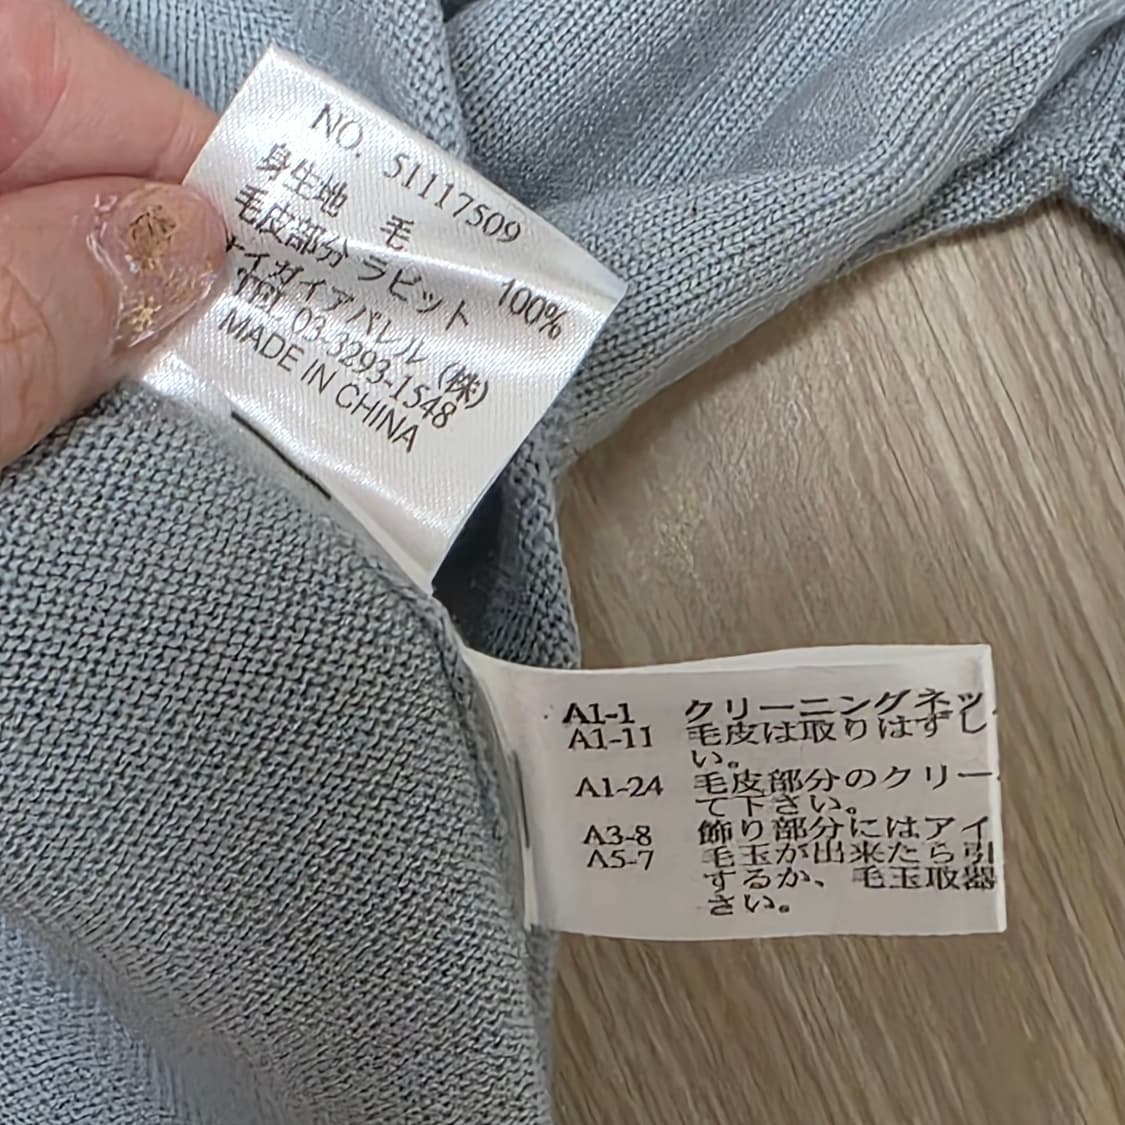 NO. S1117509
身生地 毛 100%
毛皮部分 ラビット
イガイアパレル (株)
TEL 03-3293-1548
MADE IN CHINA
A1-1 クリーニングネッ
A1-11 毛皮は取りはずし
い。
A1-24 毛皮部分のクリー
て下さい。
A3-8 飾り部分にはアイ
A5-7 毛玉が出来たら引
するか、毛玉取器
さい。